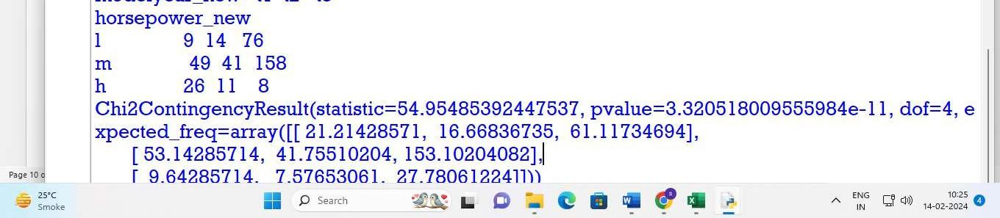 horsepower_new
l 9 14 76
m 49 41 158
h 26 11 8
Chi2ContingencyResult(statistic=54.95485392447537, pvalue=3.320518009555984e-11, dof=4, e
xpected_freq=array([[ 21.21428571, 16.66836735, 61.11734694],
[ 53.14285714, 41.75510204, 153.10204082],
[ 9.64285714, 7.57653061, 27.78061224]]))
Page 10 o
25°C
Smoke
Search
ENG
IN
10:25
14-02-2024
4